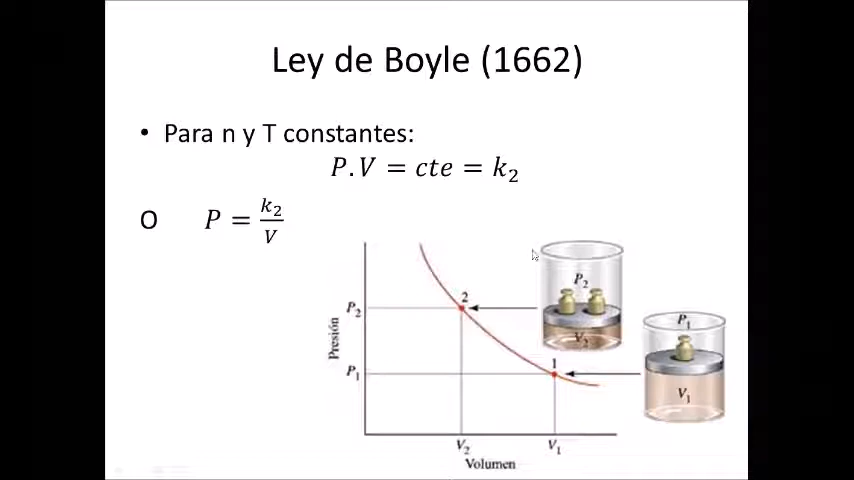 Ley de Boyle (1662)
• Para n y T constantes:
P.V = cte = k₂
O P = k₂/V
P₂
2
P₂
V₂
P₁
Presión
1
P₁
V₁
V₂ V₁
Volumen